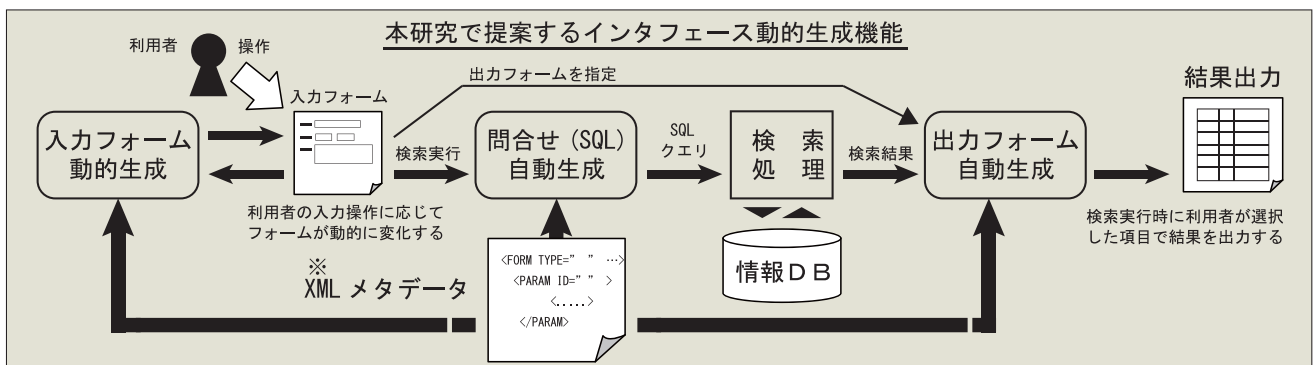 本研究で提案するインタフェース動的生成機能
利用者
操作
入力フォーム
出力フォームを指定
結果出力
入力フォーム
動的生成
検索実行
問合せ（SQL）
自動生成
SQL
クエリ
検 索
処 理
検索結果
出力フォーム
自動生成
利用者の入力操作に応じて
フォームが動的に変化する
検索実行時に利用者が選択
した項目で結果を出力する
※
XML メタデータ
<FORM TYPE=" " …>
<PARAM ID=" " >
<.....>
</PARAM>
情報ＤＢ